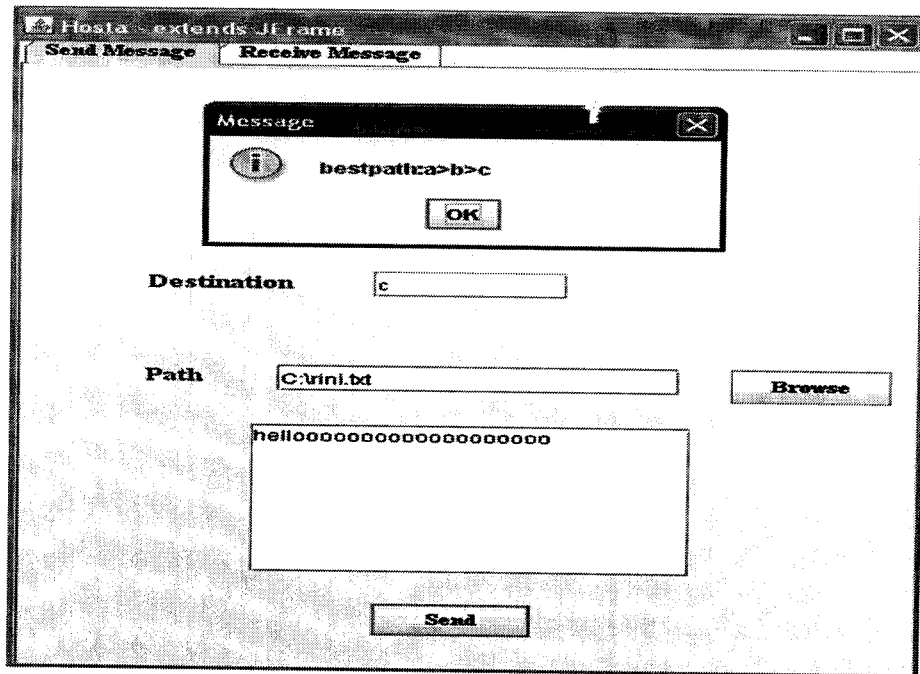 Hosta - extends JFrame
Send Message Receive Message
Message
bestpath:a>b>c
OK
Destination c
Path C:\rini.txt Browse
hellooooooooooooooooooo
Send